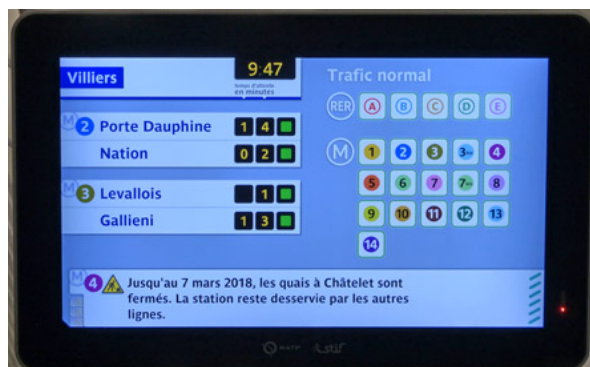 Villiers
9:47
temps d'attente
en minutes
Trafic normal
RER A B C D E
M 2 Porte Dauphine 1 4
Nation 0 2
M 3 Levallois 1
Gallieni 1 3
M 1 2 3 3bis 4
5 6 7 7bis 8
9 10 11 12 13
14
M 4 Jusqu'au 7 mars 2018, les quais à Châtelet sont
fermés. La station reste desservie par les autres
lignes.
RATP stif